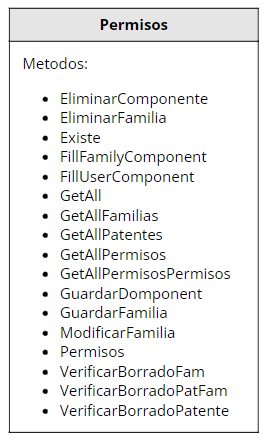 Permisos
Metodos:
• EliminarComponente
• EliminarFamilia
• Existe
• FillFamilyComponent
• FillUserComponent
• GetAll
• GetAllFamilias
• GetAllPatentes
• GetAllPermisos
• GetAllPermisosPermisos
• GuardarDomponent
• GuardarFamilia
• ModificarFamilia
• Permisos
• VerificarBorradoFam
• VerificarBorradoPatFam
• VerificarBorradoPatente